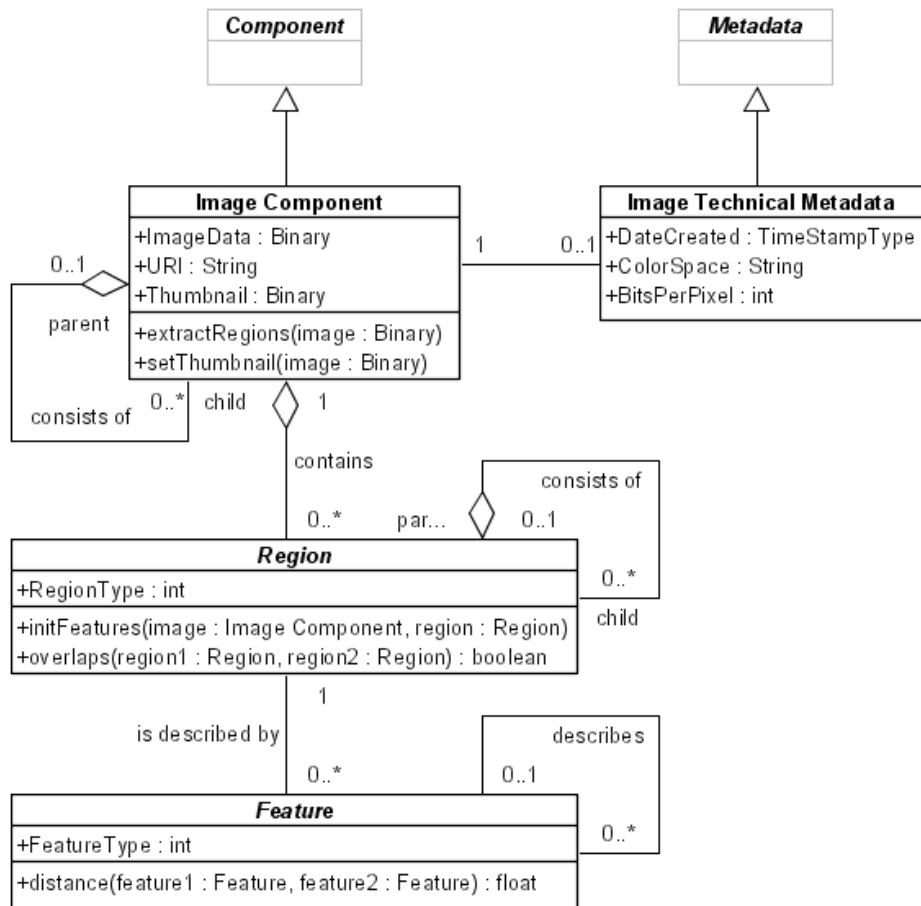 Component
Metadata
Image Component
+ImageData : Binary
+URI : String
+Thumbnail : Binary
+extractRegions(image : Binary)
+setThumbnail(image : Binary)
Image Technical Metadata
+DateCreated : TimeStampType
+ColorSpace : String
+BitsPerPixel : int
1
0..1
0..1
parent
consists of
0..*
child
1
contains
0..*
par...
consists of
0..1
0..*
child
Region
+RegionType : int
+initFeatures(image : Image Component, region : Region)
+overlaps(region1 : Region, region2 : Region) : boolean
1
is described by
0..*
describes
0..1
0..*
Feature
+FeatureType : int
+distance(feature1 : Feature, feature2 : Feature) : float